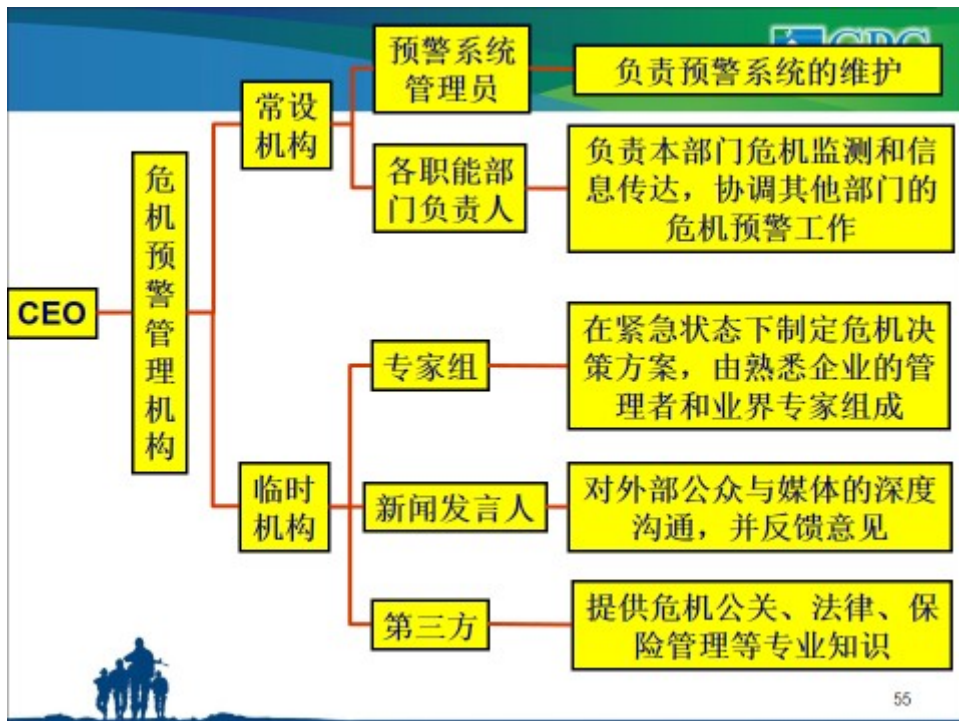 预警系统
管理员
负责预警系统的维护
常设
机构
各职能部
门负责人
负责本部门危机监测和信
息传达，协调其他部门的
危机预警工作
CEO
危
机
预
警
管
理
机
构
专家组
在紧急状态下制定危机决
策方案，由熟悉企业的管
理者和业界专家组成
临时
机构
新闻发言人
对外部公众与媒体的深度
沟通，并反馈意见
第三方
提供危机公关、法律、保
险管理等专业知识
55